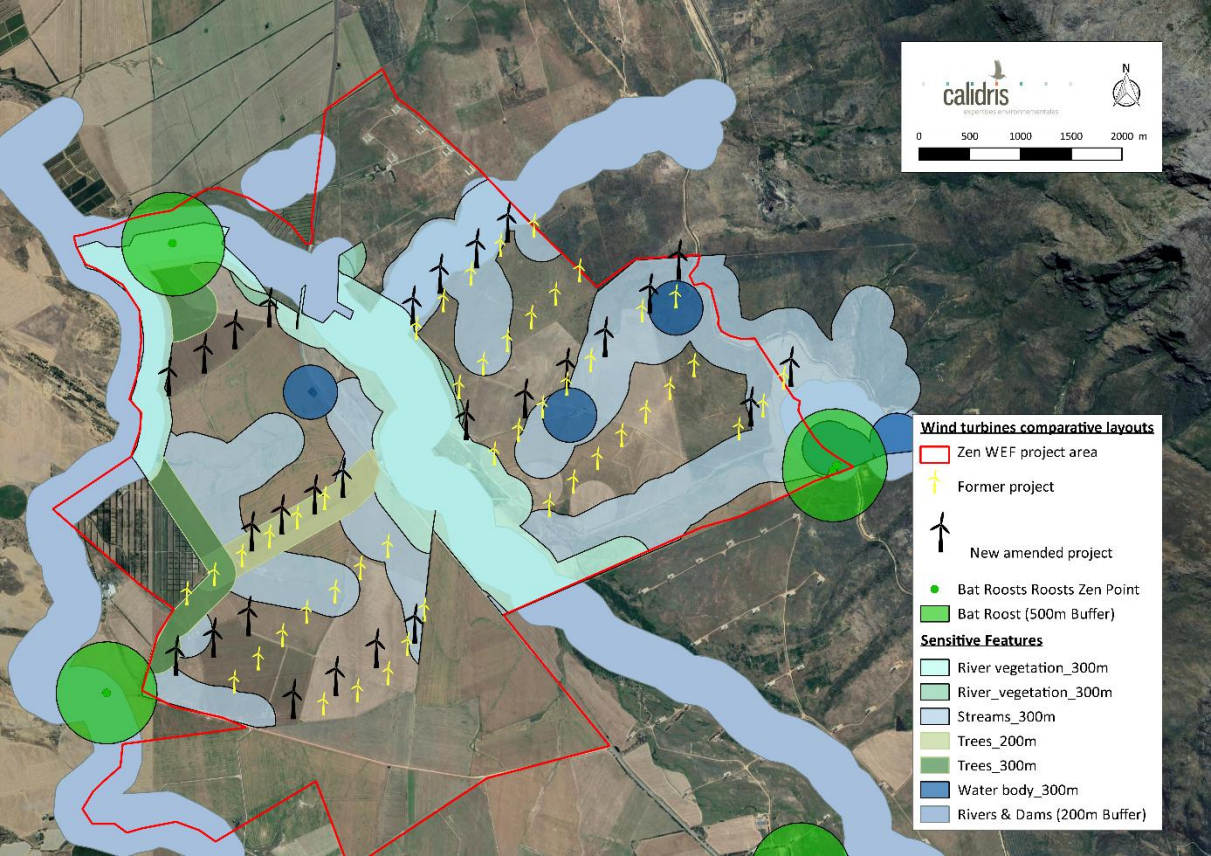 N
calidris
expertises environnementales
0 500 1000 1500 2000 m
Wind turbines comparative layouts
Zen WEF project area
Former project
New amended project
Bat Roosts Roosts Zen Point
Bat Roost (500m Buffer)
Sensitive Features
River vegetation_300m
River_vegetation_300m
Streams_300m
Trees_200m
Trees_300m
Water body_300m
Rivers & Dams (200m Buffer)